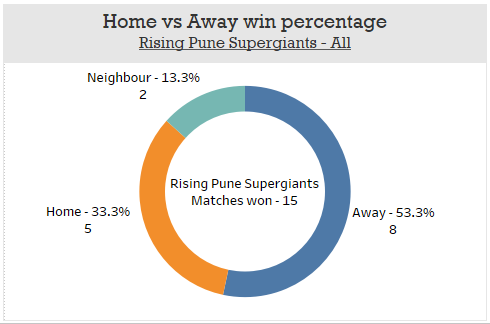 Home vs Away win percentage
Rising Pune Supergiants - All
Neighbour - 13.3%
2
Rising Pune Supergiants
Matches won - 15
Home - 33.3%
5
Away - 53.3%
8